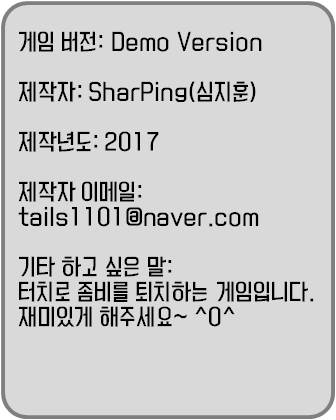 게임 버전: Demo Version
제작자: SharPing(심지훈)
제작년도: 2017
제작자 이메일:
tails1101@naver.com
기타 하고 싶은 말:
터치로 좀비를 퇴치하는 게임입니다.
재미있게 해주세요~ ^0^